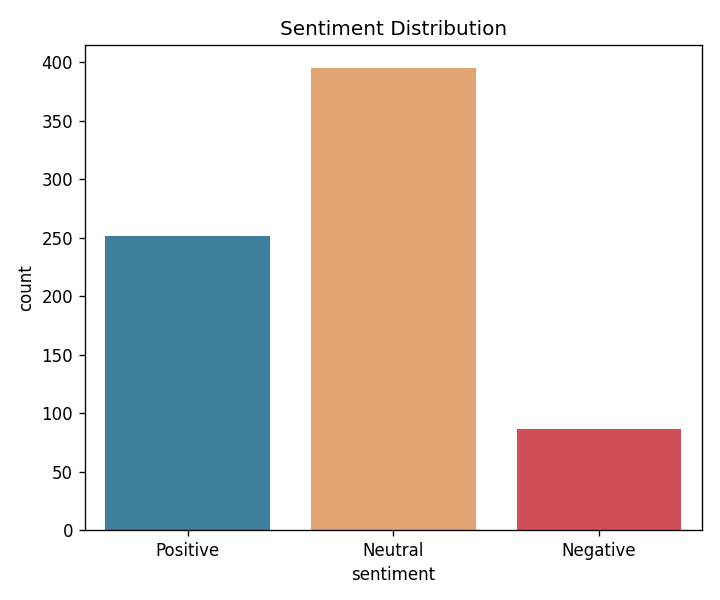 Sentiment Distribution
400
350
300
250
200
150
100
50
0
count
Positive
Neutral
Negative
sentiment